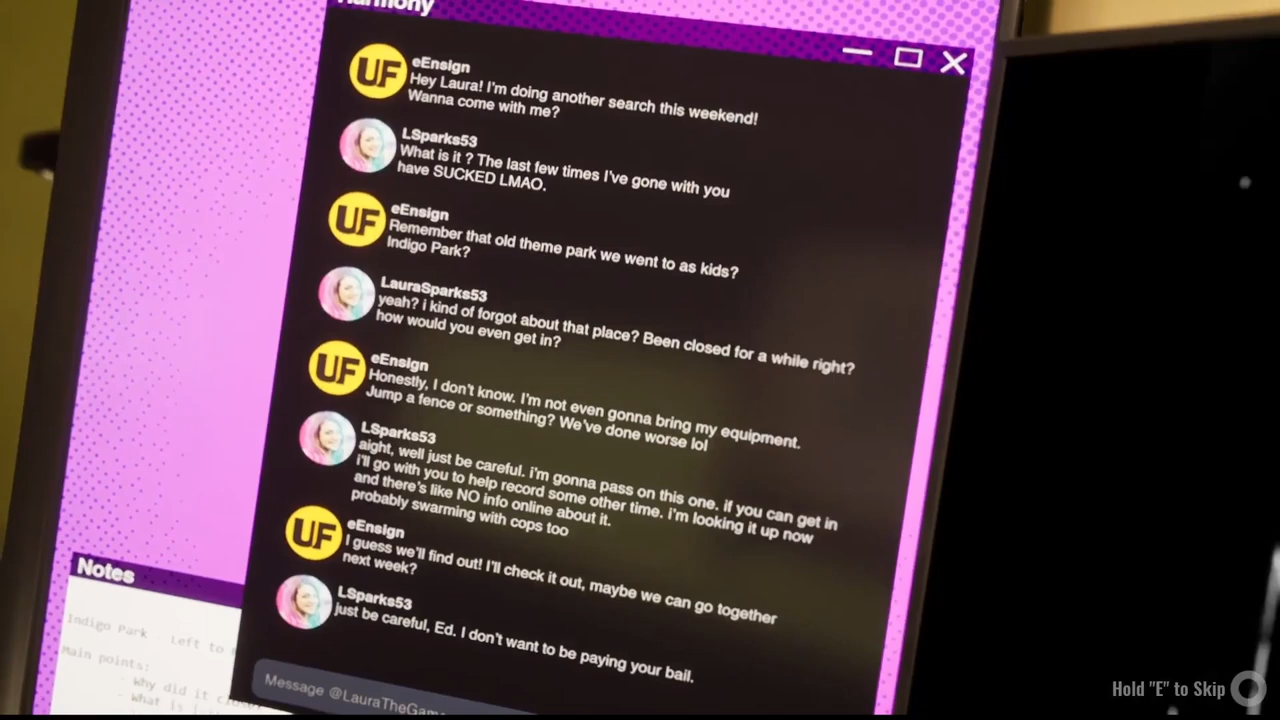 Harmony
UF
eEnsign
Hey Laura! I'm doing another search this weekend!
Wanna come with me?
LSparks53
What is it ? The last few times I've gone with you
have SUCKED LMAO.
UF
eEnsign
Remember that old theme park we went to as kids?
Indigo Park?
LauraSparks53
yeah? i kind of forgot about that place? Been closed for a while right?
how would you even get in?
UF
eEnsign
Honestly, I don't know. I'm not even gonna bring my equipment.
Jump a fence or something? We've done worse lol
LSparks53
aight, well just be careful. i'm gonna pass on this one. if you can get in
i'll go with you to help record some other time. i'm looking it up now
and there's like NO info online about it.
probably swarming with cops too
UF
eEnsign
I guess we'll find out! I'll check it out, maybe we can go together
next week?
LSparks53
just be careful, Ed. I don't want to be paying your bail.
Message @LauraTheGam
Notes
Indigo Park Left to
Main points:
- Why did it
- What is
Hold "E" to Skip